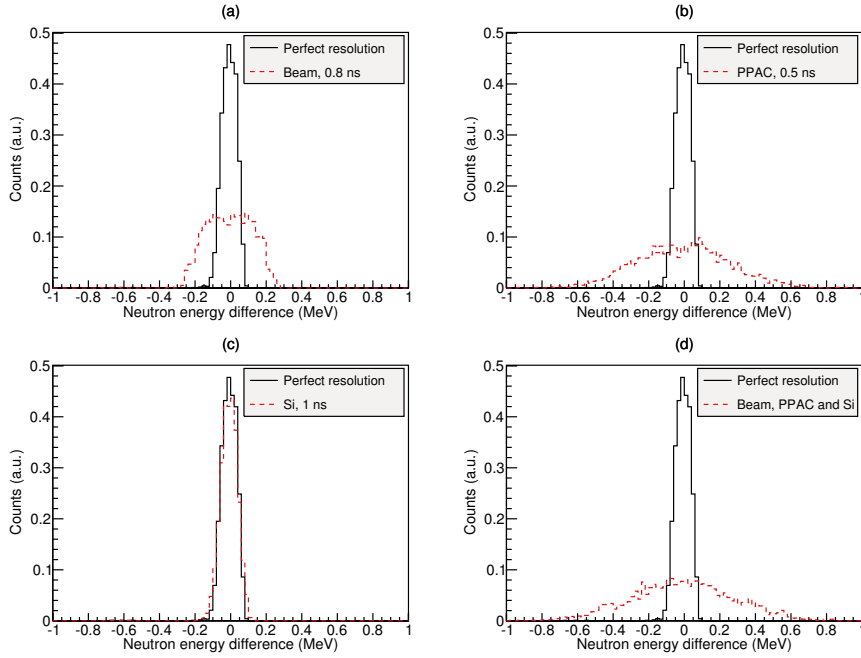 (a)
Counts (a.u.)
0.5
0.4
0.3
0.2
0.1
0
Perfect resolution
Beam, 0.8 ns
-1 -0.8 -0.6 -0.4 -0.2 0 0.2 0.4 0.6 0.8 1
Neutron energy difference (MeV)
(b)
Counts (a.u.)
0.5
0.4
0.3
0.2
0.1
0
Perfect resolution
PPAC, 0.5 ns
-1 -0.8 -0.6 -0.4 -0.2 0 0.2 0.4 0.6 0.8 1
Neutron energy difference (MeV)
(c)
Counts (a.u.)
0.5
0.4
0.3
0.2
0.1
0
Perfect resolution
Si, 1 ns
-1 -0.8 -0.6 -0.4 -0.2 0 0.2 0.4 0.6 0.8 1
Neutron energy difference (MeV)
(d)
Counts (a.u.)
0.5
0.4
0.3
0.2
0.1
0
Perfect resolution
Beam, PPAC and Si
-1 -0.8 -0.6 -0.4 -0.2 0 0.2 0.4 0.6 0.8 1
Neutron energy difference (MeV)